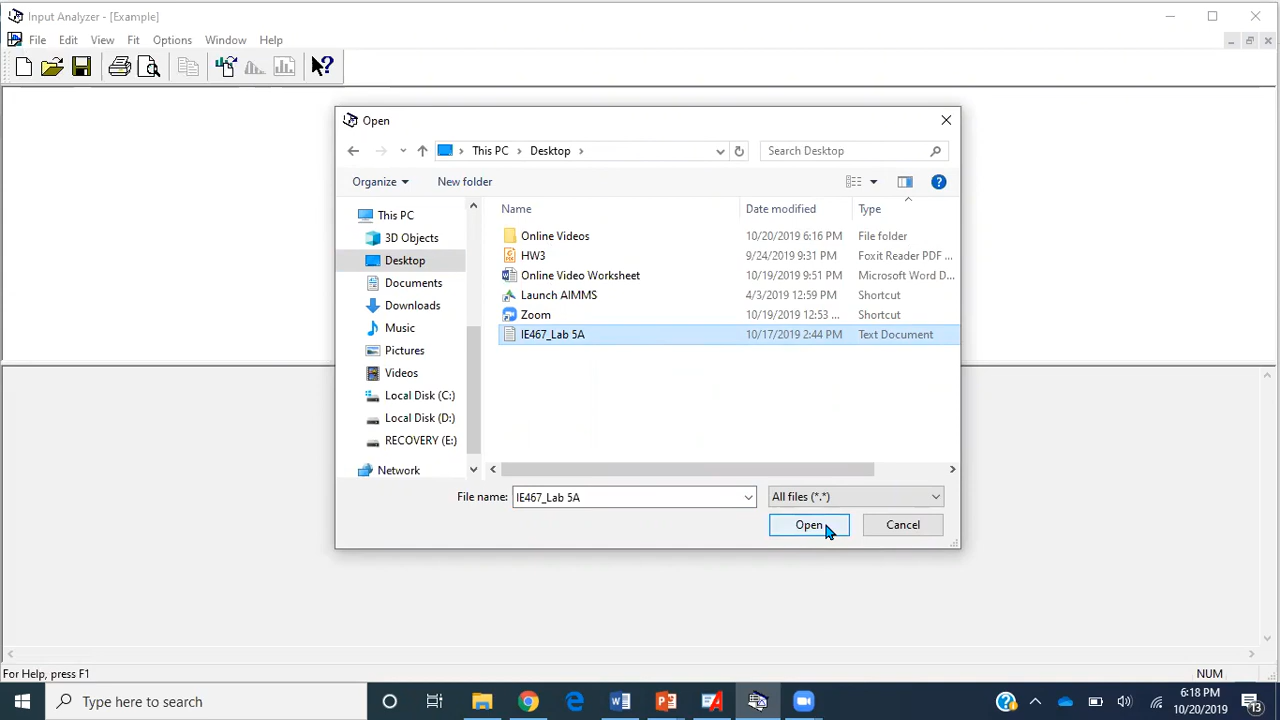 Input Analyzer - [Example]
File Edit View Fit Options Window Help
Open
This PC > Desktop >
Search Desktop
Organize
New folder
Name Date modified Type
This PC
3D Objects
Desktop
Documents
Downloads
Music
Pictures
Videos
Local Disk (C:)
Local Disk (D:)
RECOVERY (E:)
Network
Online Videos 10/20/2019 6:16 PM File folder
HW3 9/24/2019 9:31 PM Foxit Reader PDF ...
Online Video Worksheet 10/19/2019 9:51 PM Microsoft Word D...
Launch AIMMS 4/3/2019 12:59 PM Shortcut
Zoom 10/19/2019 12:53 ... Shortcut
IE467_Lab 5A 10/17/2019 2:44 PM Text Document
File name: IE467_Lab 5A All files (*.*)
Open Cancel
For Help, press F1
NUM
Type here to search
6:18 PM
10/20/2019
13